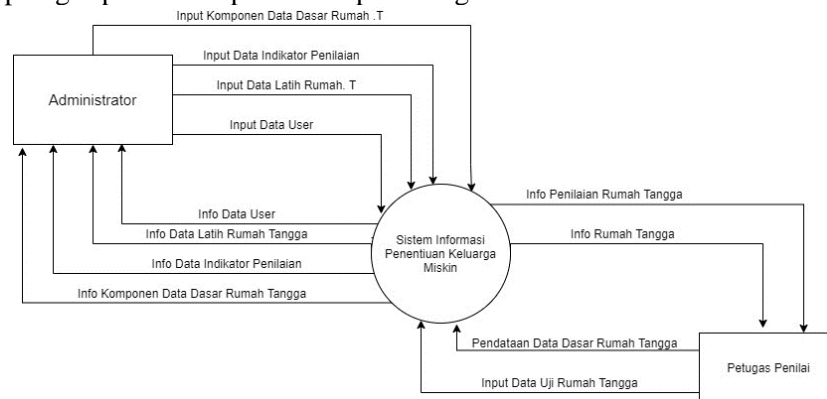 Input Komponen Data Dasar Rumah .T
Input Data Indikator Penilaian
Input Data Latih Rumah. T
Administrator
Input Data User
Info Penilaian Rumah Tangga
Info Data User
Info Data Latih Rumah Tangga
Info Rumah Tangga
Sistem Informasi
Penentiuan Keluarga
Miskin
Info Data Indikator Penilaian
Info Komponen Data Dasar Rumah Tangga
Pendataan Data Dasar Rumah Tangga
Petugas Penilai
Input Data Uji Rumah Tangga